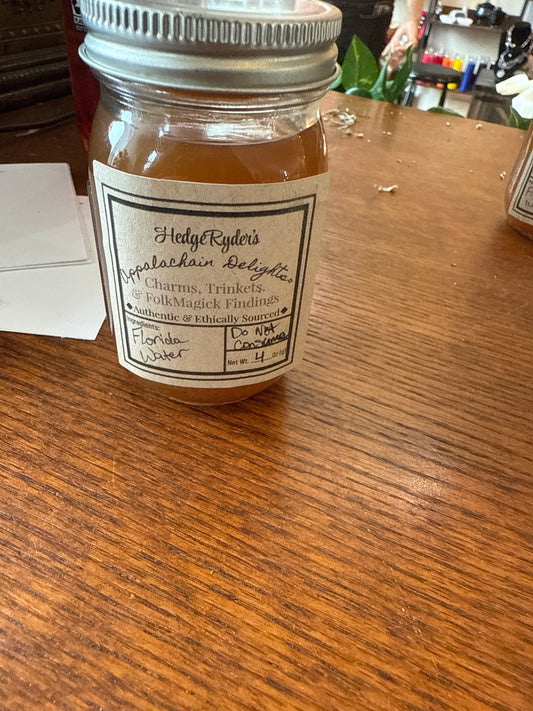 HedgeRyder's
Appalachain Delights
Charms, Trinkets,
& FolkMagick Findings
Authentic & Ethically Sourced
Ingredients:
Florida
Water
Do Not
Consume
Net Wt. 4